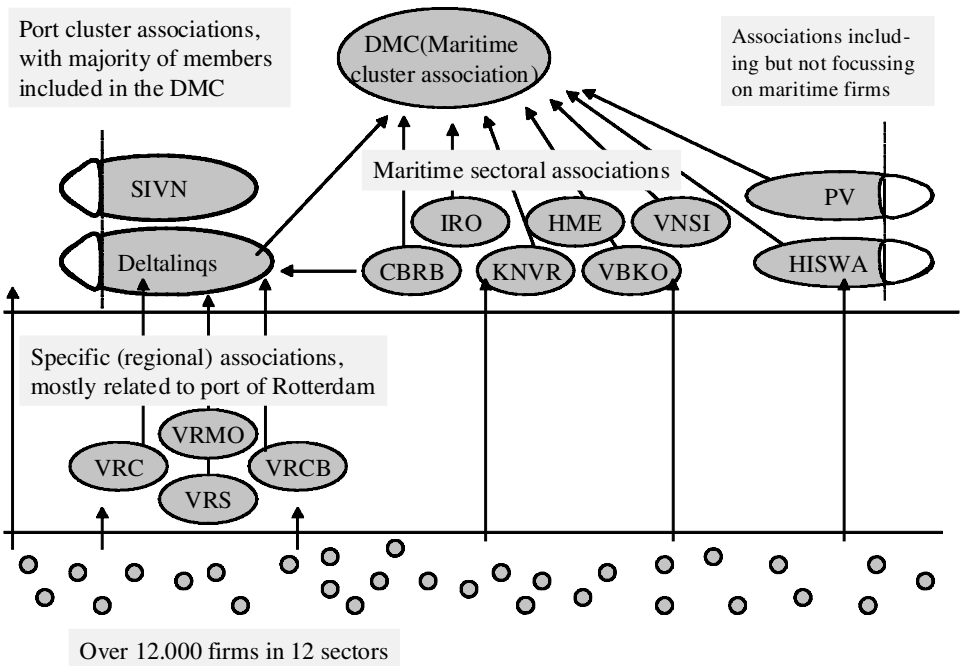 Port cluster associations,
with majority of members
included in the DMC
DMC(Maritime
cluster association)
Associations includ-
ing but not focussing
on maritime firms
Maritime sectoral associations
SIVN
PV
IRO
HME
VNSI
Deltalinqs
CBRB
KNVR
VBKO
HISWA
Specific (regional) associations,
mostly related to port of Rotterdam
VRMO
VRC
VRCB
VRS
Over 12.000 firms in 12 sectors